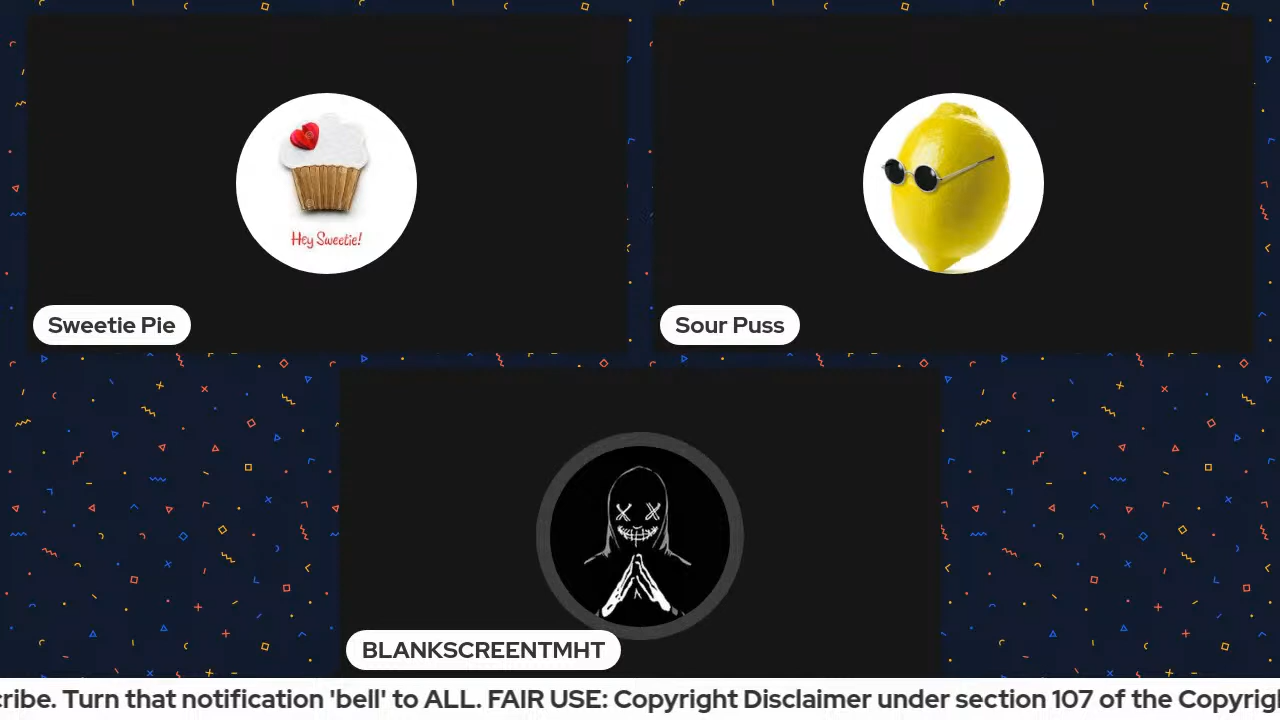 Hey Sweetie!
Sweetie Pie
Sour Puss
BLANKSCREENTMHT
cribe. Turn that notification 'bell' to ALL. FAIR USE: Copyright Disclaimer under section 107 of the Copyrig